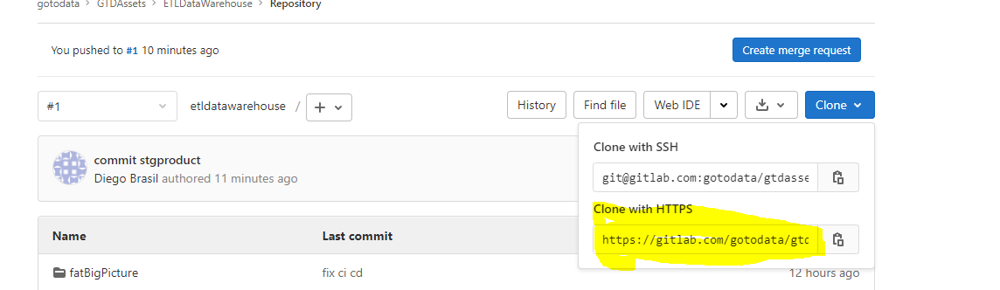 gotodata > GTDAssets > ETLDataWarehouse > Repository
You pushed to #1 10 minutes ago
Create merge request
#1
etldatawarehouse /
History
Find file
Web IDE
Clone
Clone with SSH
git@gitlab.com:gotodata/gtdasse
commit stgproduct
Diego Brasil authored 11 minutes ago
Clone with HTTPS
https://gitlab.com/gotodata/gtd
Name
Last commit
fatBigPicture
fix ci cd
12 hours ago